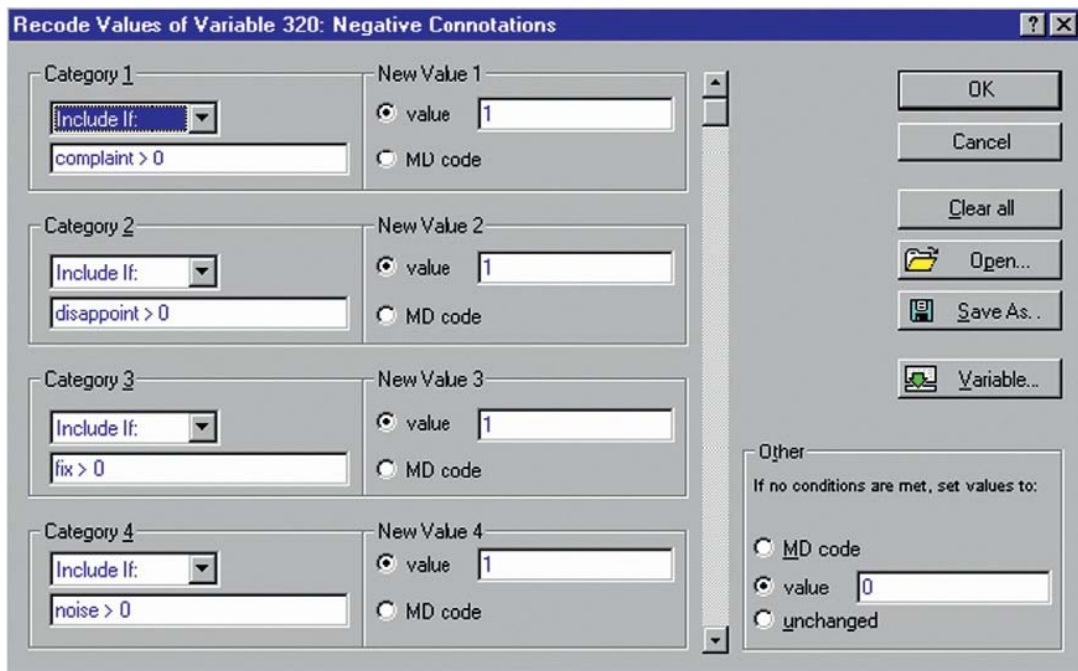 Recode Values of Variable 320: Negative Connotations
Category 1
New Value 1
Include If:
value 1
complaint > 0
MD code
Category 2
New Value 2
Include If:
value 1
disappoint > 0
MD code
Category 3
New Value 3
Include If:
value 1
fix > 0
MD code
Category 4
New Value 4
Include If:
value 1
noise > 0
MD code
OK
Cancel
Clear all
Open...
Save As. .
Variable...
Other
If no conditions are met, set values to:
MD code
value 0
unchanged